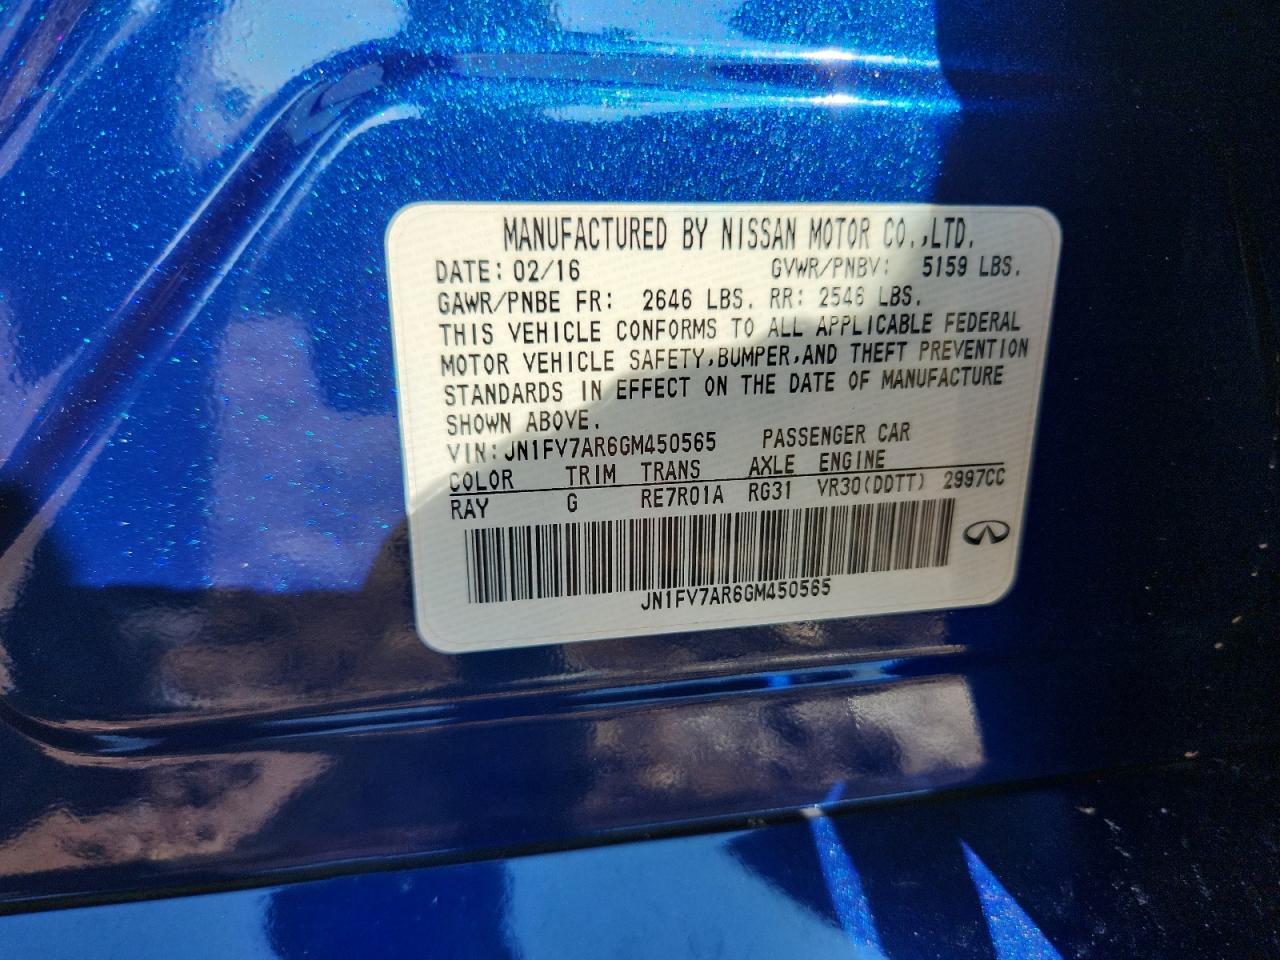 MANUFACTURED BY NISSAN MOTOR CO.,LTD.
DATE: 02/16 GVWR/PNBV: 5159 LBS.
GAWR/PNBE FR: 2646 LBS. RR: 2546 LBS.
THIS VEHICLE CONFORMS TO ALL APPLICABLE FEDERAL
MOTOR VEHICLE SAFETY,BUMPER,AND THEFT PREVENTION
STANDARDS IN EFFECT ON THE DATE OF MANUFACTURE
SHOWN ABOVE.
VIN:JN1FV7AR6GM450565 PASSENGER CAR
COLOR TRIM TRANS AXLE ENGINE
RAY G RE7R01A RG31 VR30(DDTT) 2997CC
JN1FV7AR6GM450565